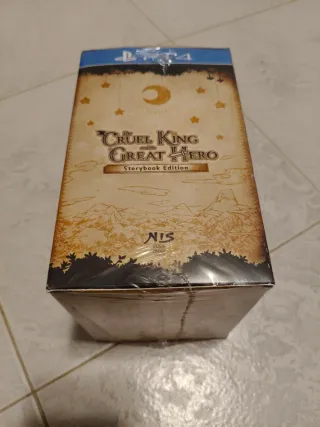 PS4
The
CRUEL KING
and the
GREAT HERO
Storybook Edition
NIS